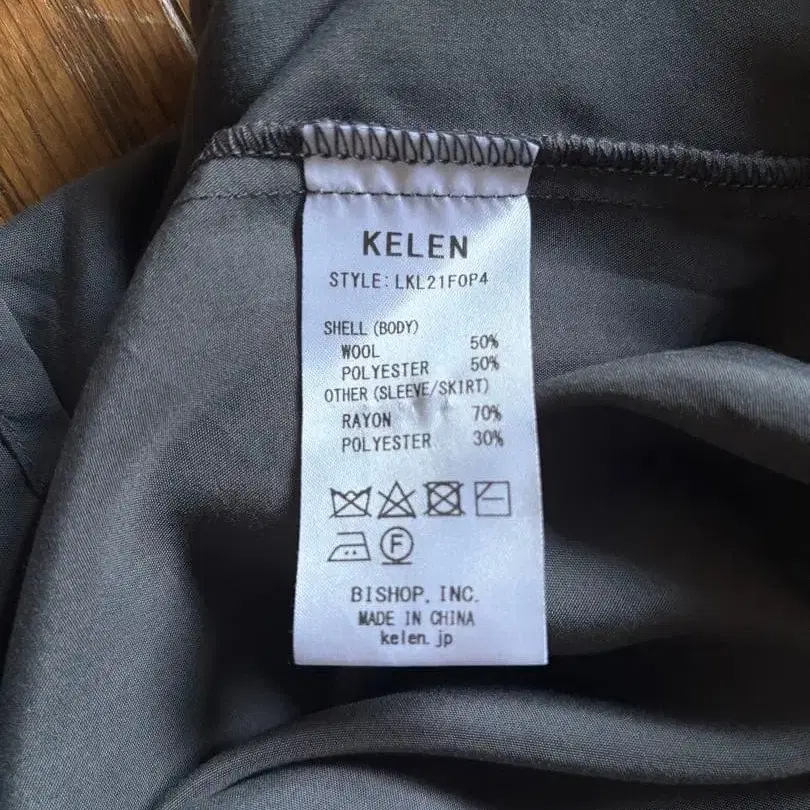 KELEN
STYLE: LKL21FOP4
SHELL (BODY)
WOOL 50%
POLYESTER 50%
OTHER (SLEEVE/SKIRT)
RAYON 70%
POLYESTER 30%
F
BISHOP, INC.
MADE IN CHINA
kelen.jp